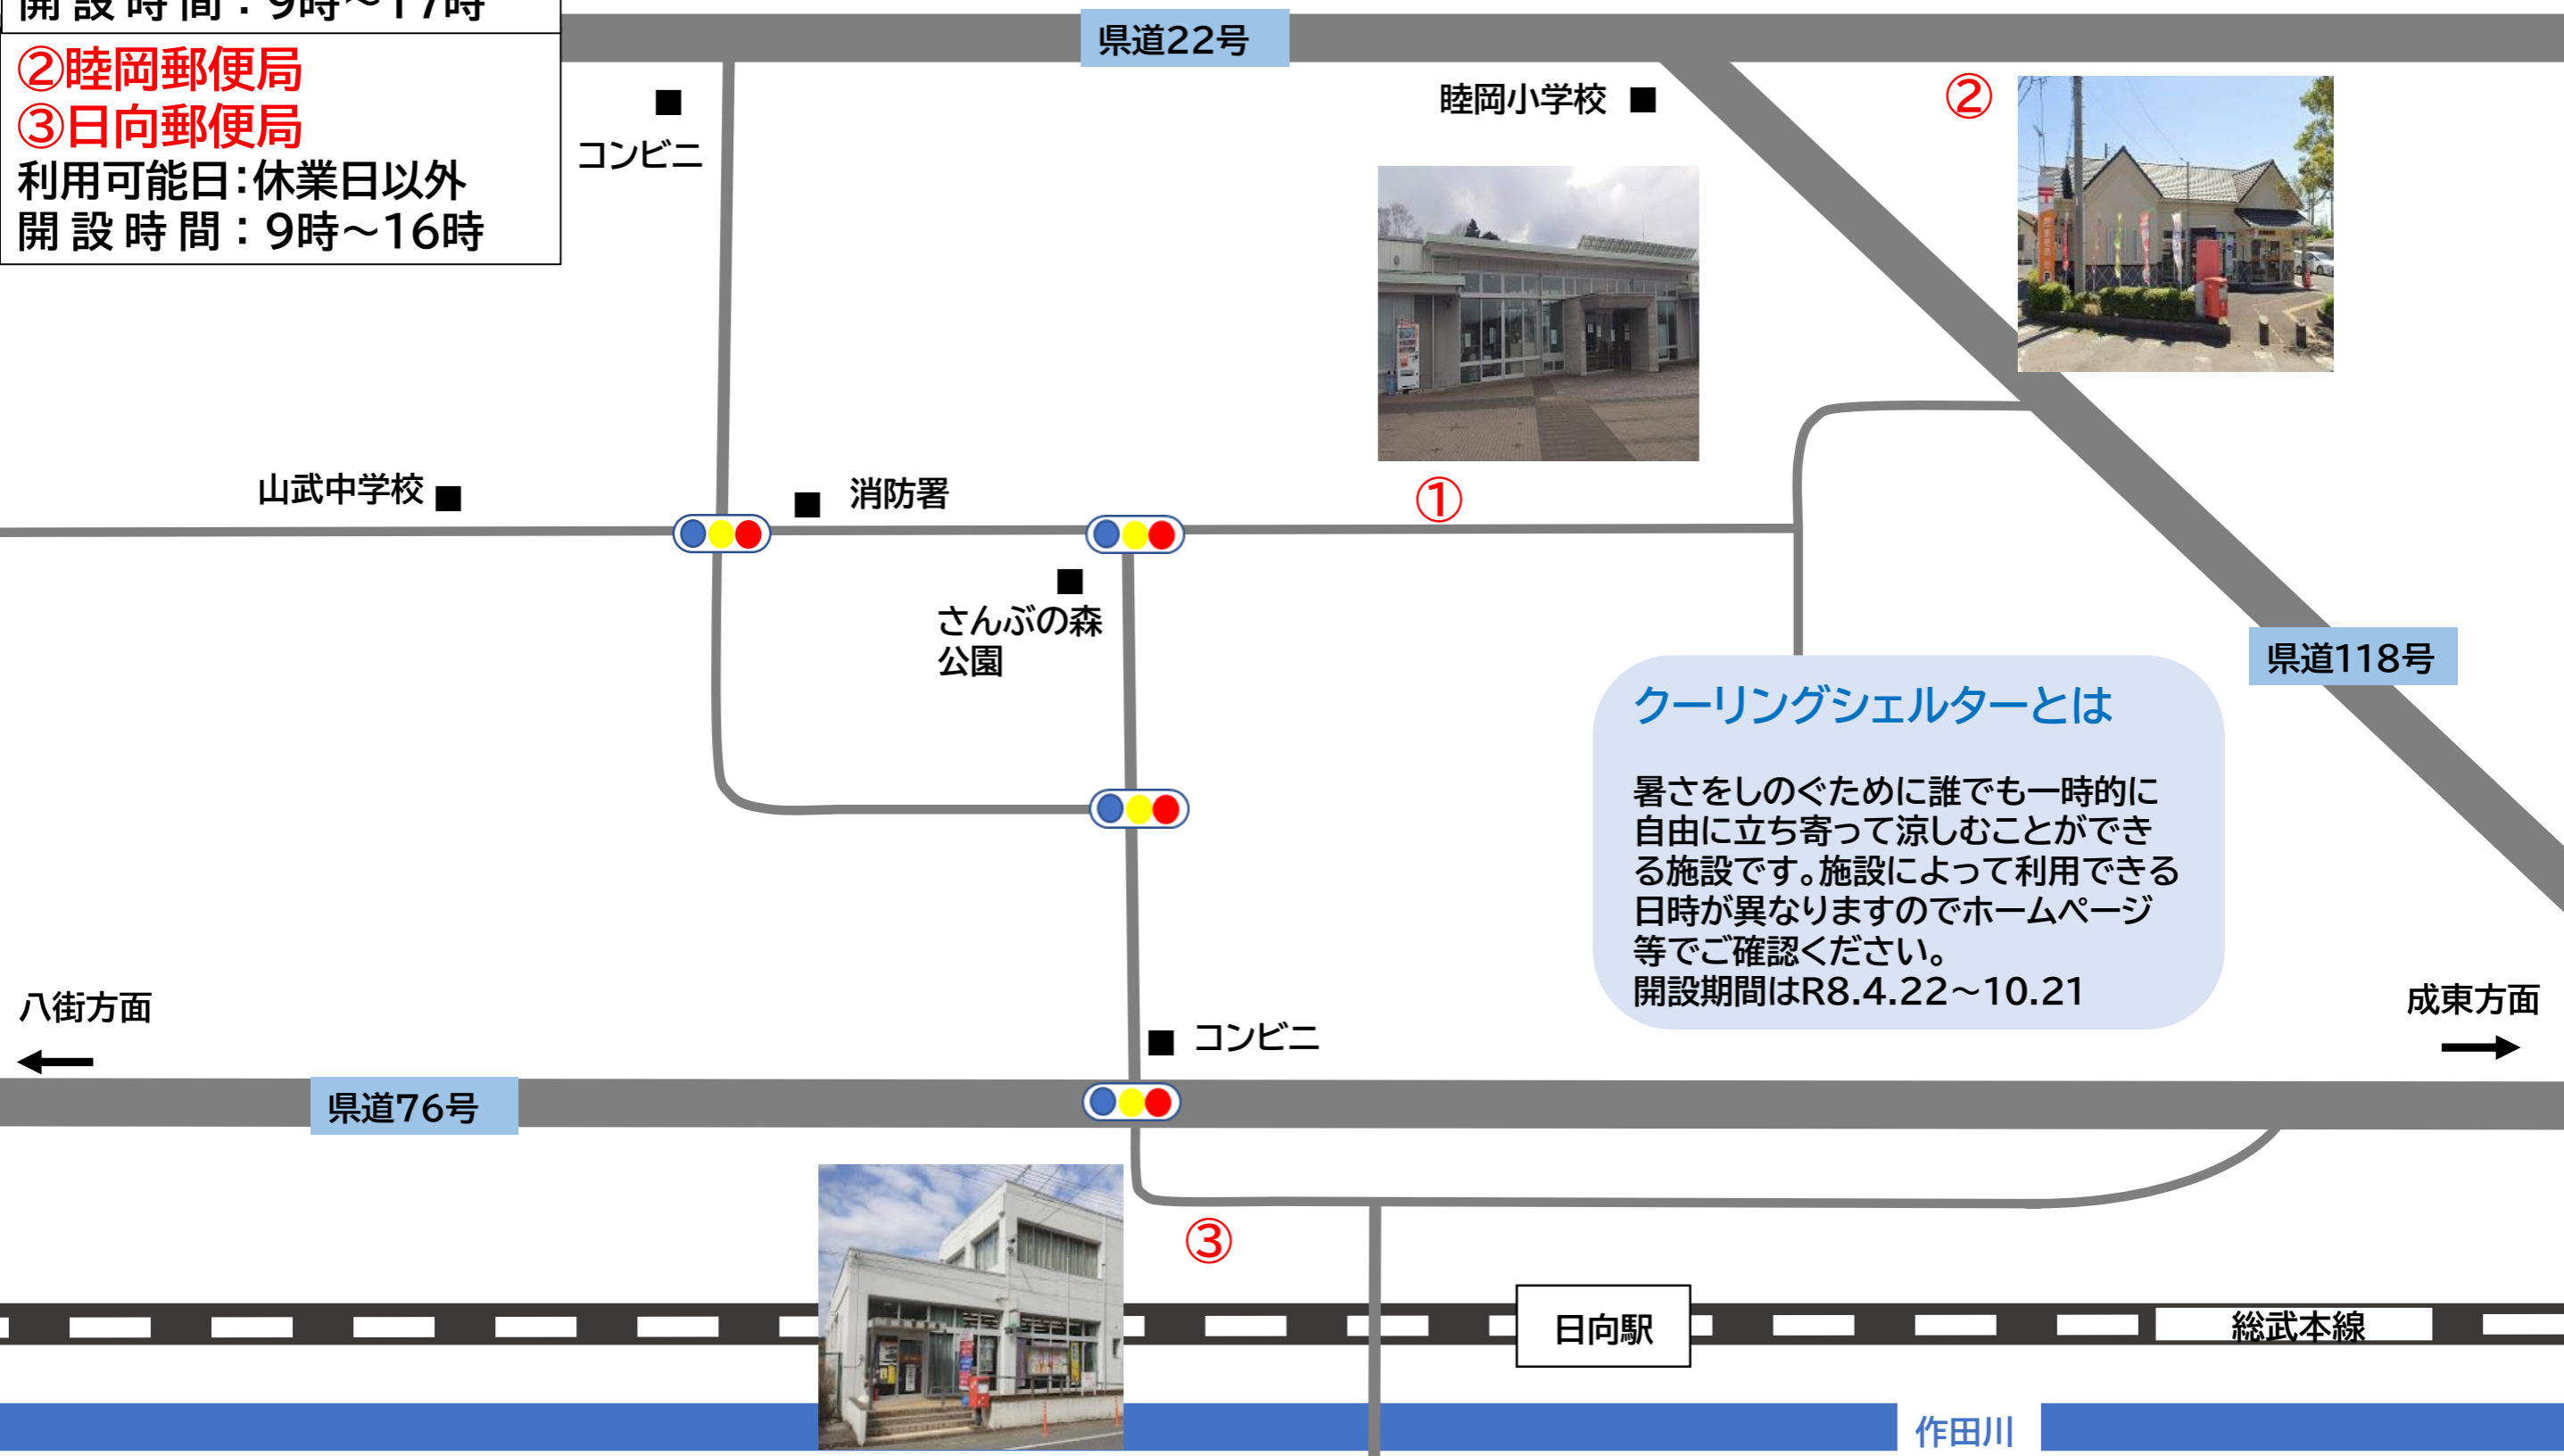 開設時間：9時～17時
②睦岡郵便局
③日向郵便局
利用可能日：休業日以外
開設時間：9時～16時
県道22号
コンビニ
睦岡小学校
②
山武中学校
消防署
①
さんぶの森
公園
県道118号
クーリングシェルターとは
暑さをしのぐために誰でも一時的に
自由に立ち寄って涼しむことができ
る施設です。施設によって利用できる
日時が異なりますのでホームページ
等でご確認ください。
開設期間はR8.4.22～10.21
八街方面
成東方面
コンビニ
県道76号
③
日向駅
総武本線
作田川